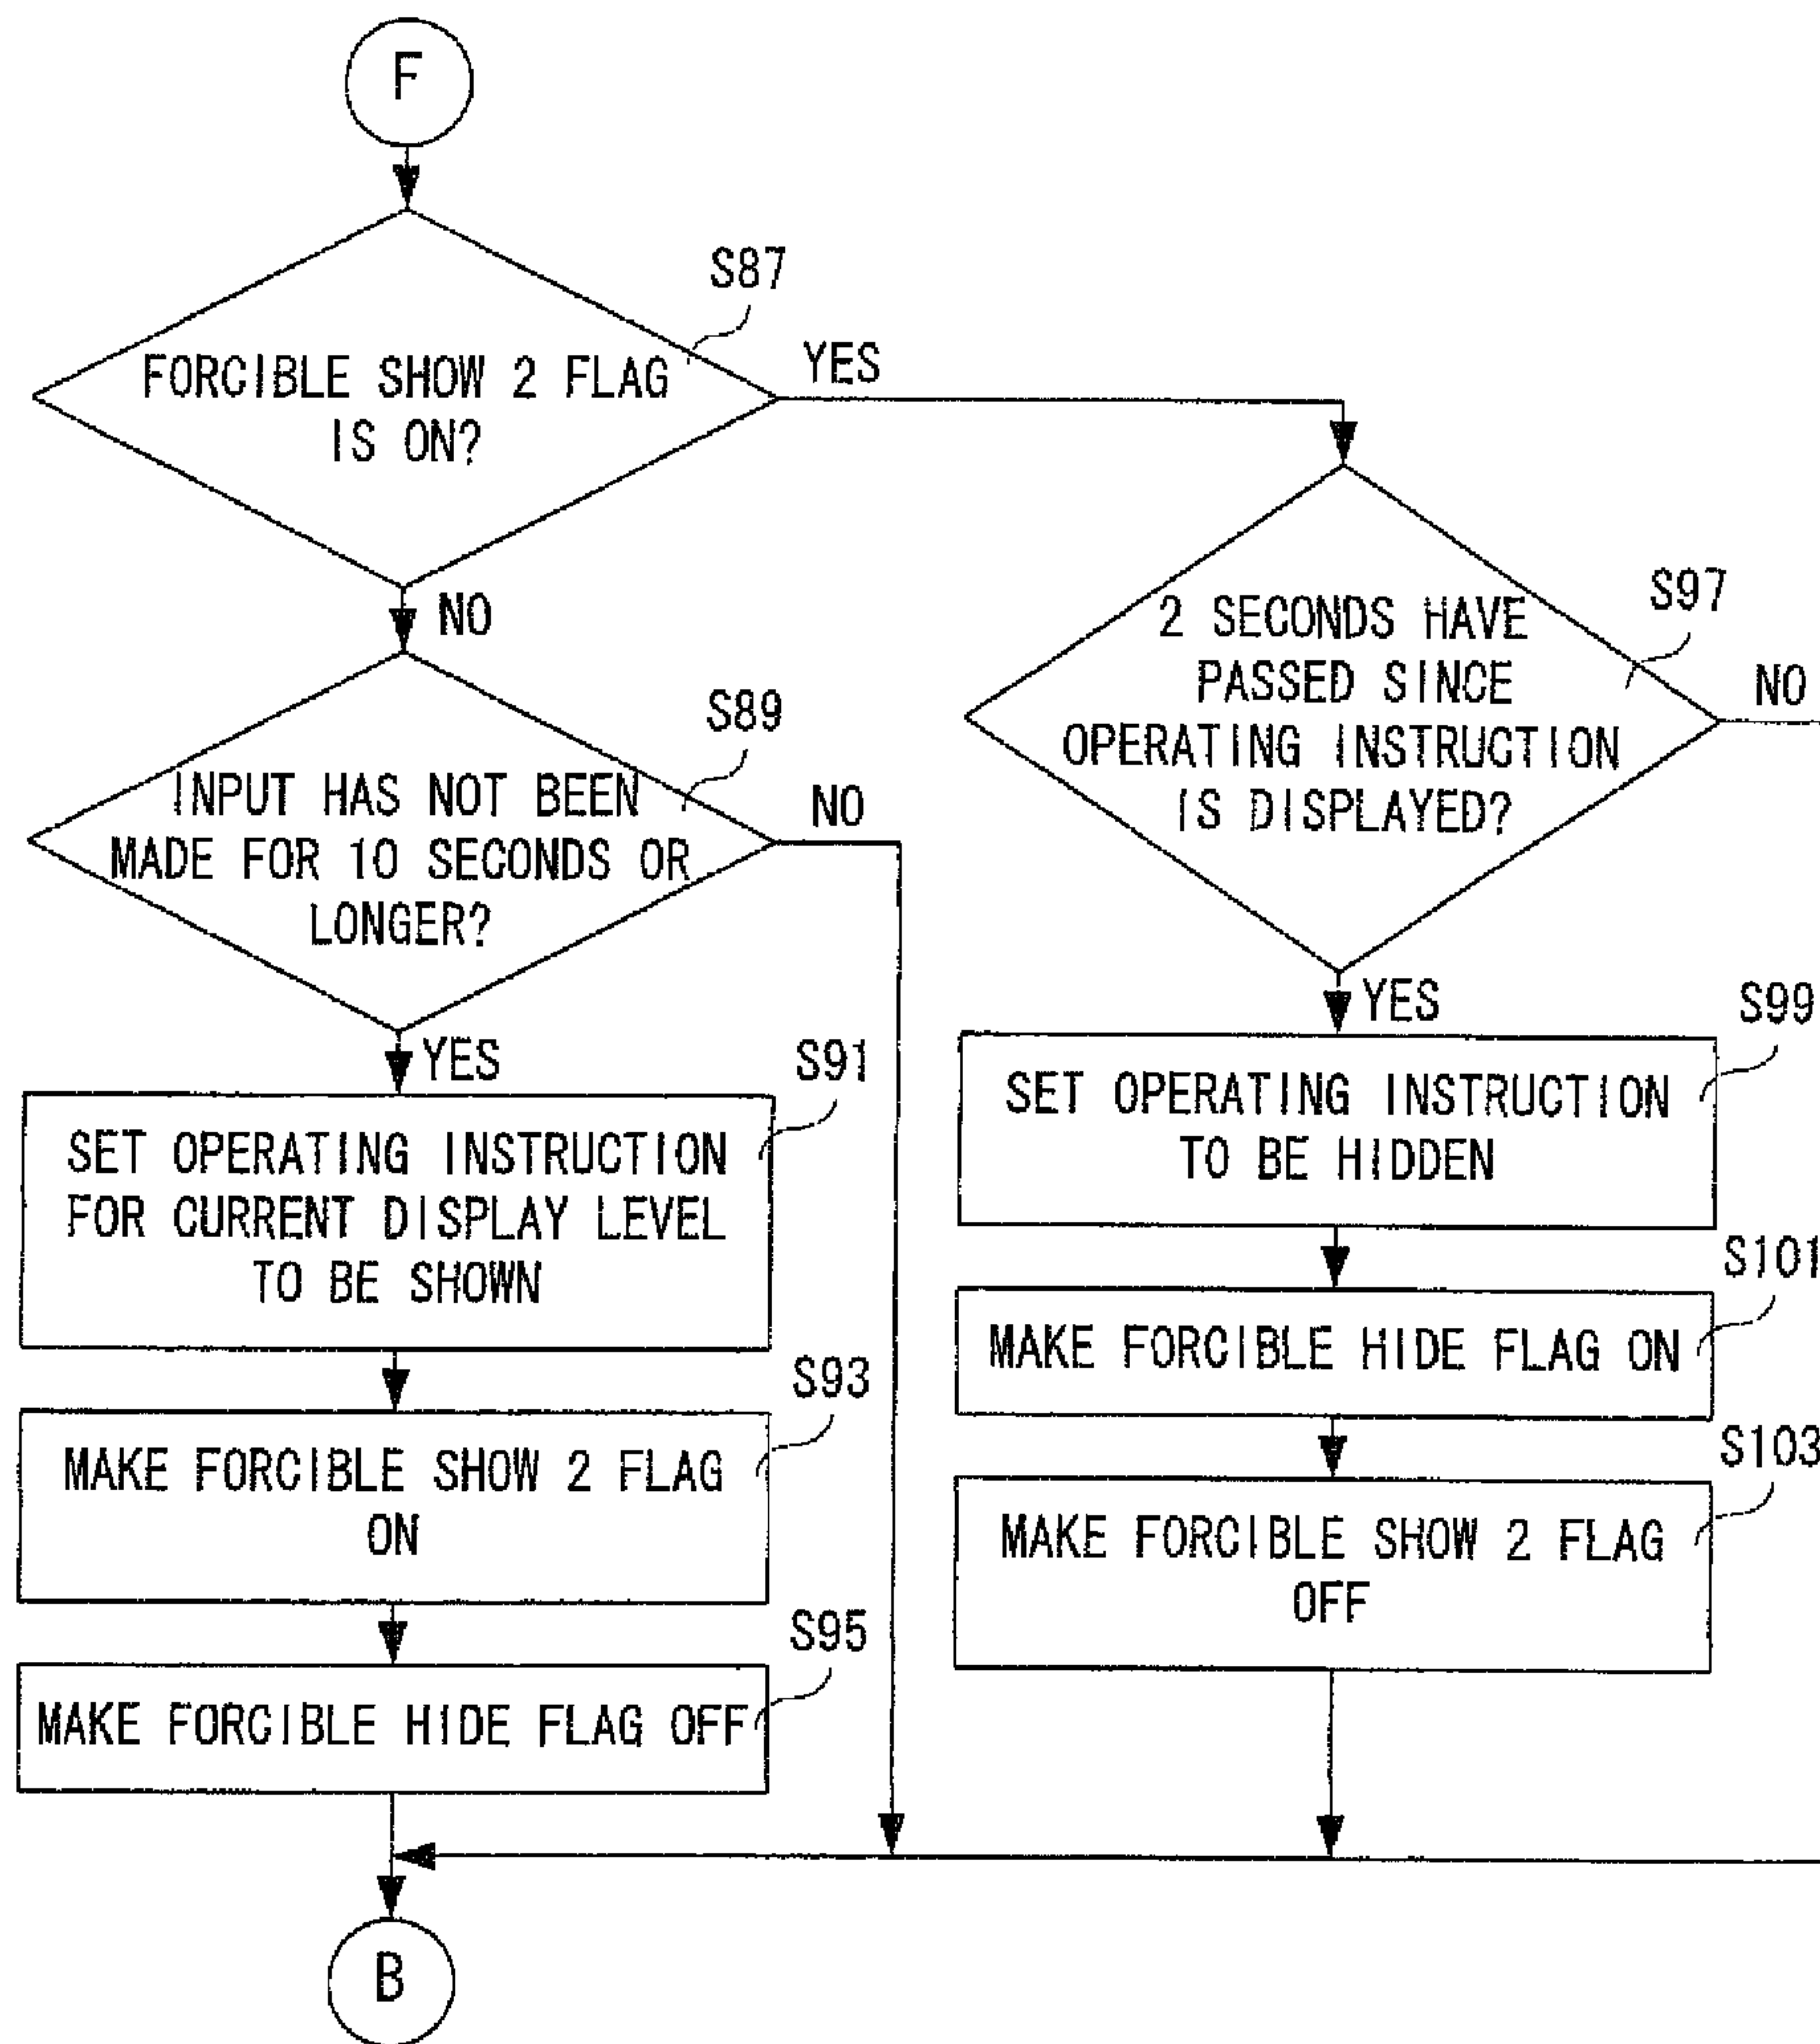 F
S87
FORCIBLE SHOW 2 FLAG
IS ON?
YES
NO
S89
INPUT HAS NOT BEEN
MADE FOR 10 SECONDS OR
LONGER?
NO
YES
S91
SET OPERATING INSTRUCTION
FOR CURRENT DISPLAY LEVEL
TO BE SHOWN
S93
MAKE FORCIBLE SHOW 2 FLAG
ON
S95
MAKE FORCIBLE HIDE FLAG OFF
S97
2 SECONDS HAVE
PASSED SINCE
OPERATING INSTRUCTION
IS DISPLAYED?
NO
YES
S99
SET OPERATING INSTRUCTION
TO BE HIDDEN
S101
MAKE FORCIBLE HIDE FLAG ON
S103
MAKE FORCIBLE SHOW 2 FLAG
OFF
B